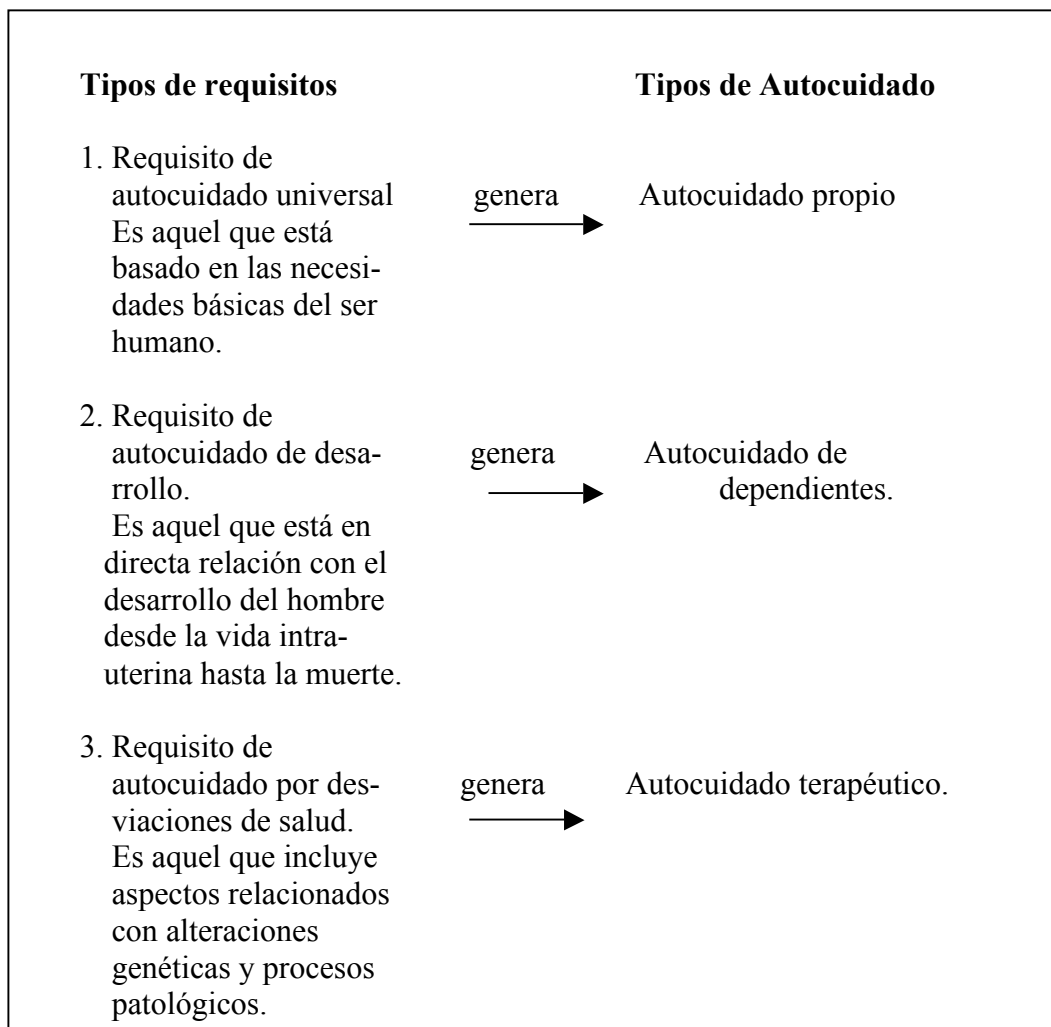 Tipos de requisitos Tipos de Autocuidado
1. Requisito de
autocuidado universal genera Autocuidado propio
Es aquel que está
basado en las necesi-
dades básicas del ser
humano.
2. Requisito de
autocuidado de desa- genera Autocuidado de
rrollo. dependientes.
Es aquel que está en
directa relación con el
desarrollo del hombre
desde la vida intra-
uterina hasta la muerte.
3. Requisito de
autocuidado por des- genera Autocuidado terapéutico.
viaciones de salud.
Es aquel que incluye
aspectos relacionados
con alteraciones
genéticas y procesos
patológicos.